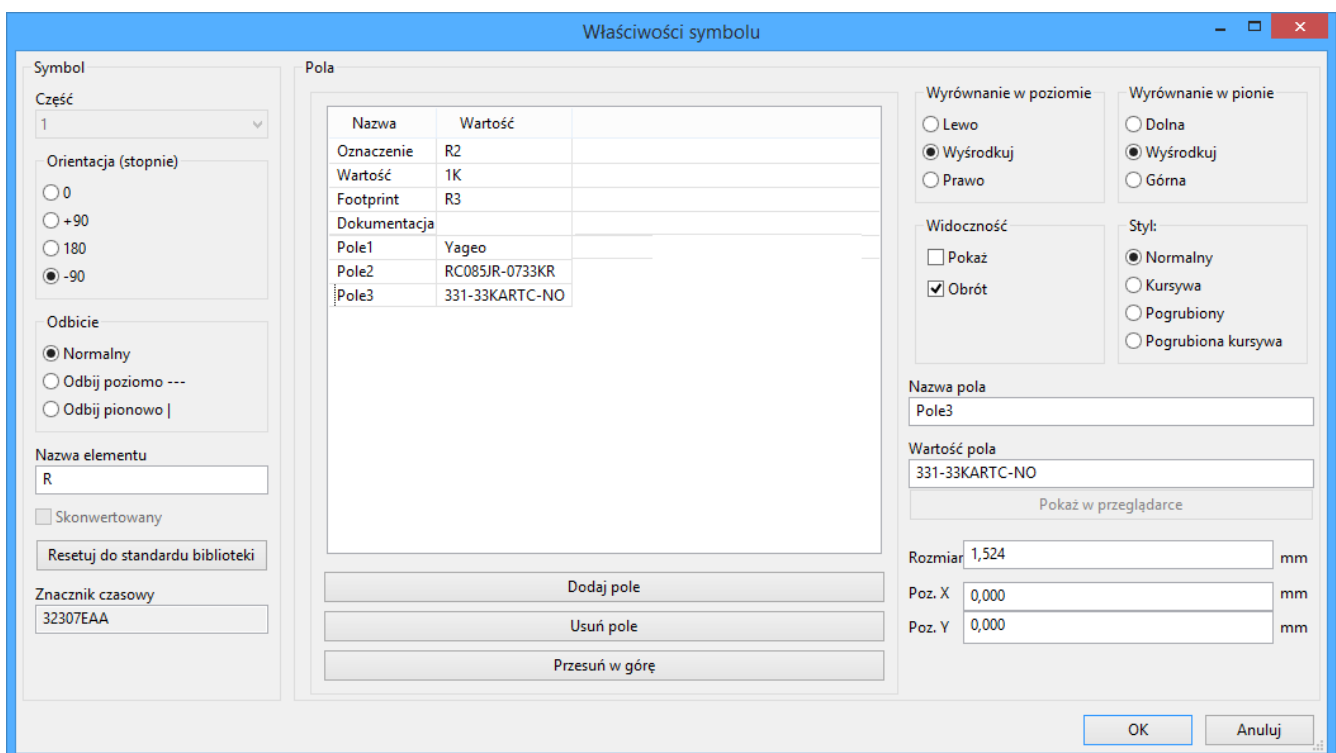 Właściwości symbolu
Symbol
Część
1
Orientacja (stopnie)
0
+90
180
-90
Odbicie
Normalny
Odbij poziomo ---
Odbij pionowo |
Nazwa elementu
R
Skonwertowany
Resetuj do standardu biblioteki
Znacznik czasowy
32307EAA
Pola
Nazwa Wartość
Oznaczenie R2
Wartość 1K
Footprint R3
Dokumentacja
Pole1 Yageo
Pole2 RC085JR-0733KR
Pole3 331-33KARTC-NO
Dodaj pole
Usuń pole
Przesuń w górę
Wyrównanie w poziomie
Lewo
Wyśrodkuj
Prawo
Wyrównanie w pionie
Dolna
Wyśrodkuj
Górna
Widoczność
Pokaż
Obrót
Styl:
Normalny
Kursywa
Pogrubiony
Pogrubiona kursywa
Nazwa pola
Pole3
Wartość pola
331-33KARTC-NO
Pokaż w przeglądarce
Rozmiar 1,524 mm
Poz. X 0,000 mm
Poz. Y 0,000 mm
OK Anuluj